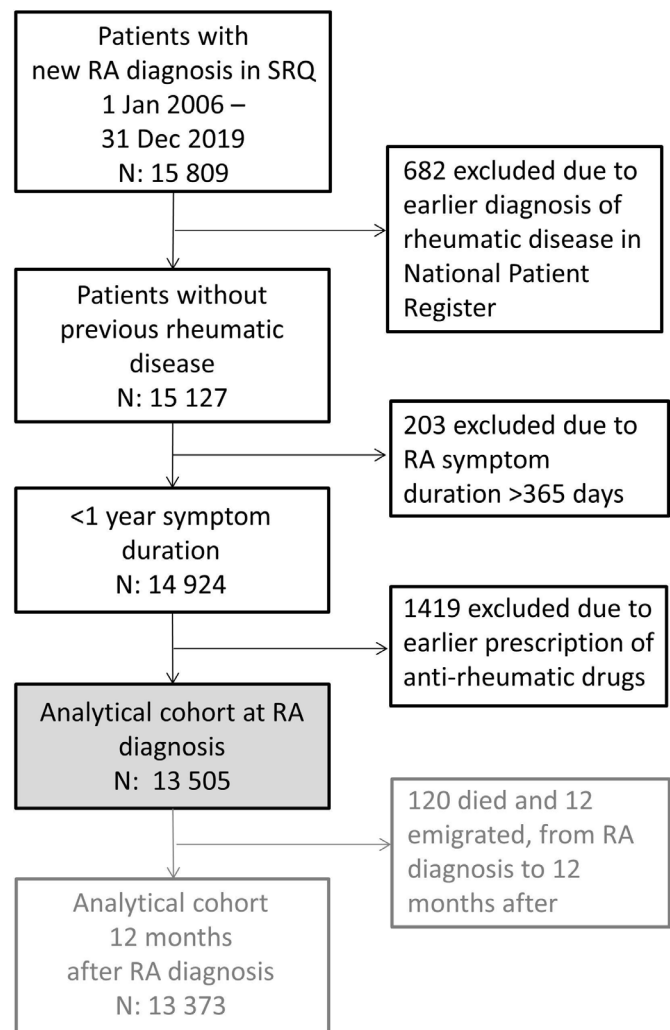 Patients with
new RA diagnosis in SRQ
1 Jan 2006 –
31 Dec 2019
N: 15 809
682 excluded due to
earlier diagnosis of
rheumatic disease in
National Patient
Register
Patients without
previous rheumatic
disease
N: 15 127
203 excluded due to
RA symptom
duration >365 days
<1 year symptom
duration
N: 14 924
1419 excluded due to
earlier prescription of
anti-rheumatic drugs
Analytical cohort at RA
diagnosis
N: 13 505
120 died and 12
emigrated, from RA
diagnosis to 12
months after
Analytical cohort
12 months
after RA diagnosis
N: 13 373